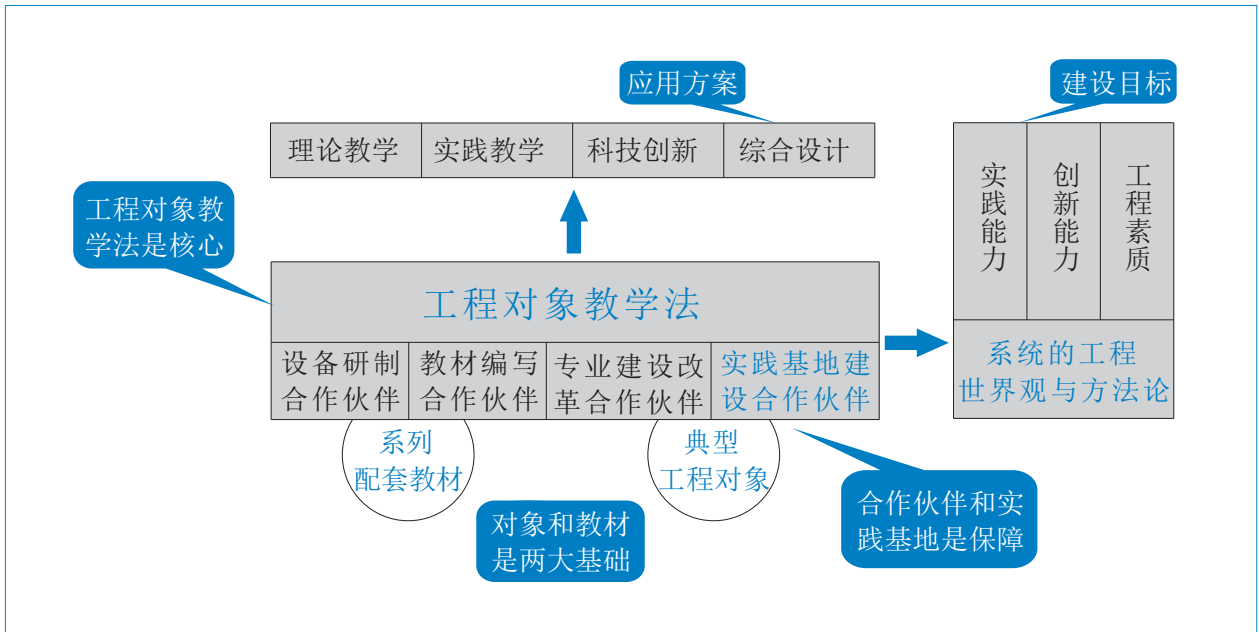 应用方案
建设目标
理论教学
实践教学
科技创新
综合设计
实践能力
创新能力
工程素质
工程对象教
学法是核心
工程对象教学法
设备研制
合作伙伴
教材编写
合作伙伴
专业建设改
革合作伙伴
实践基地建
设合作伙伴
系统的工程
世界观与方法论
系列
配套教材
典型
工程对象
对象和教材
是两大基础
合作伙伴和实
践基地是保障